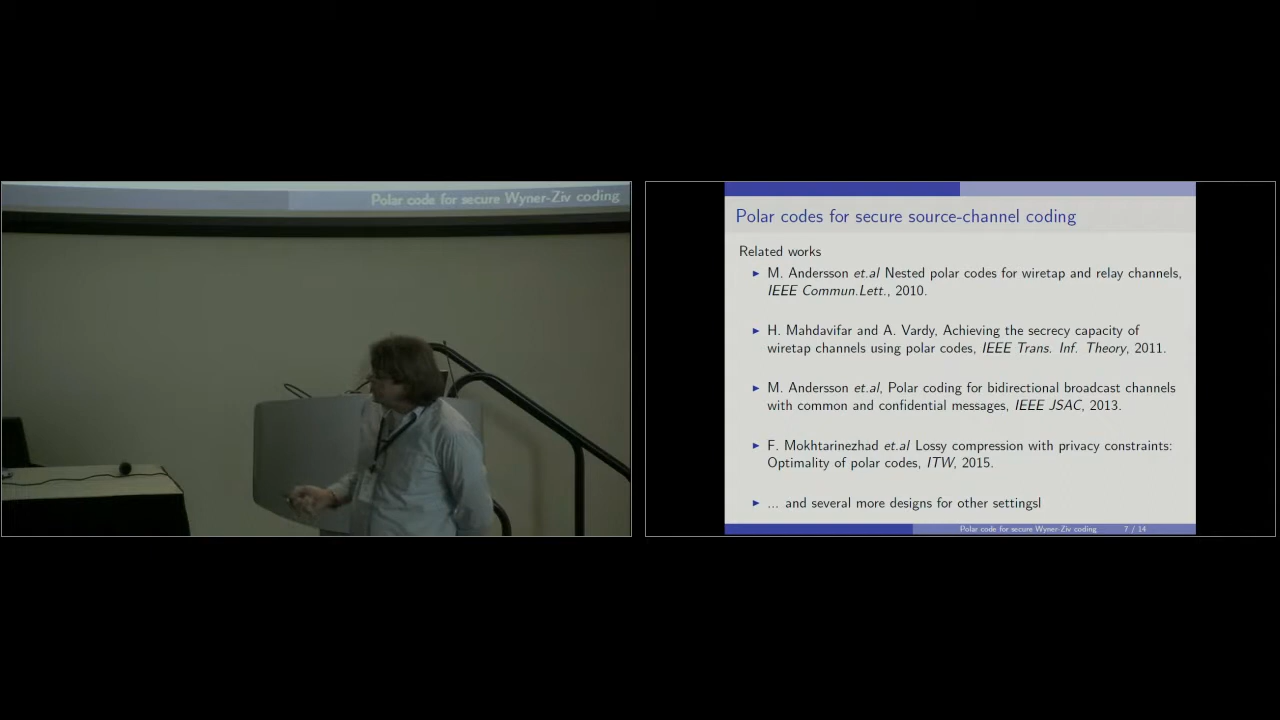 Polar code for secure Wyner-Ziv coding
Polar codes for secure source-channel coding
Related works
► M. Andersson et.al Nested polar codes for wiretap and relay channels,
IEEE Commun.Lett., 2010.
► H. Mahdavifar and A. Vardy, Achieving the secrecy capacity of
wiretap channels using polar codes, IEEE Trans. Inf. Theory, 2011.
► M. Andersson et.al, Polar coding for bidirectional broadcast channels
with common and confidential messages, IEEE JSAC, 2013.
► F. Mokhtarinezhad et.al Lossy compression with privacy constraints:
Optimality of polar codes, ITW, 2015.
► ... and several more designs for other settingsl
Polar code for secure Wyner-Ziv coding 7 / 14